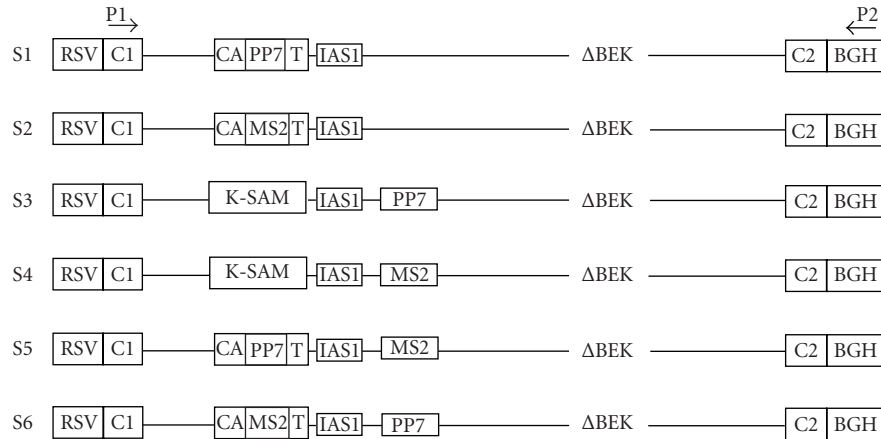 P1 P2
S1 RSV C1 CA PP7 T IAS1 ΔBEK C2 BGH
S2 RSV C1 CA MS2 T IAS1 ΔBEK C2 BGH
S3 RSV C1 K-SAM IAS1 PP7 ΔBEK C2 BGH
S4 RSV C1 K-SAM IAS1 MS2 ΔBEK C2 BGH
S5 RSV C1 CA PP7 T IAS1 MS2 ΔBEK C2 BGH
S6 RSV C1 CA MS2 T IAS1 PP7 ΔBEK C2 BGH